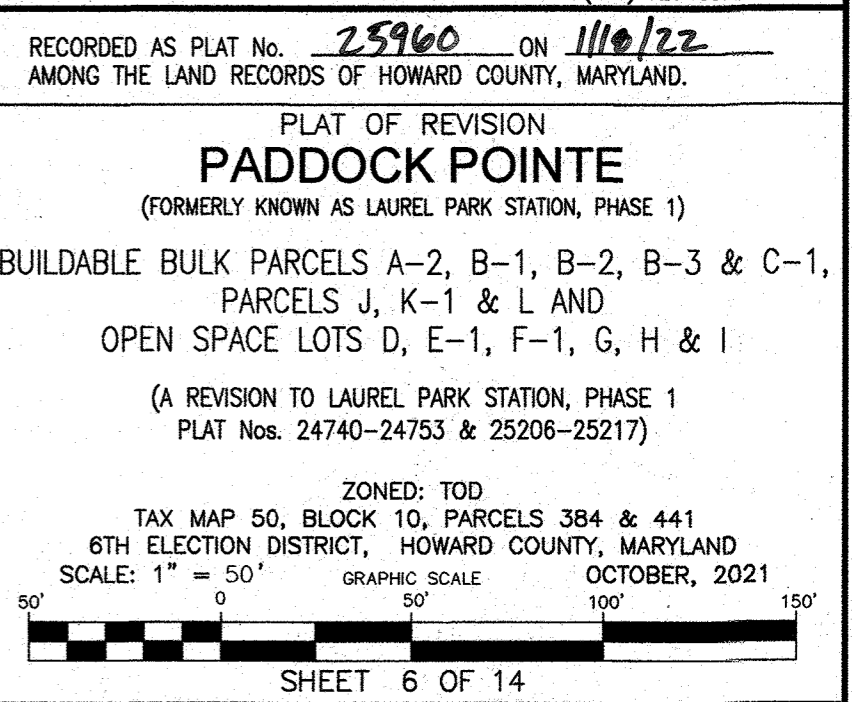 RECORDED AS PLAT No. 25960 ON 1/18/22
AMONG THE LAND RECORDS OF HOWARD COUNTY, MARYLAND.
PLAT OF REVISION
PADDOCK POINTE
(FORMERLY KNOWN AS LAUREL PARK STATION, PHASE 1)
BUILDABLE BULK PARCELS A-2, B-1, B-2, B-3 & C-1,
PARCELS J, K-1 & L AND
OPEN SPACE LOTS D, E-1, F-1, G, H & I
(A REVISION TO LAUREL PARK STATION, PHASE 1
PLAT Nos. 24740-24753 & 25206-25217)
ZONED: TOD
TAX MAP 50, BLOCK 10, PARCELS 384 & 441
6TH ELECTION DISTRICT, HOWARD COUNTY, MARYLAND
SCALE: 1" = 50' GRAPHIC SCALE OCTOBER, 2021
50' 0 50' 100' 150'
SHEET 6 OF 14